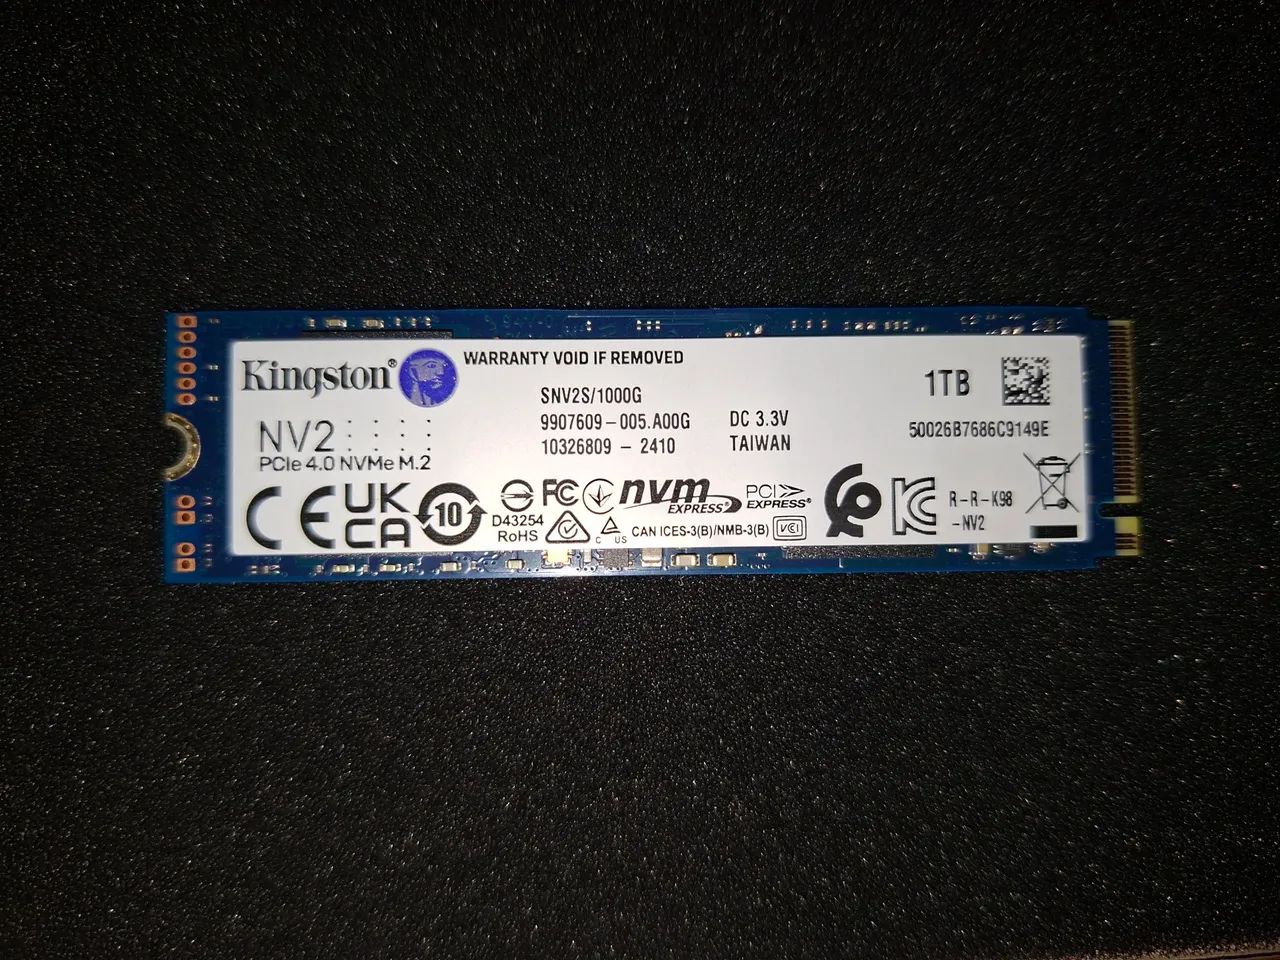 Kingston®
WARRANTY VOID IF REMOVED
SNV2S/1000G
9907609-005.A00G
10326809 - 2410
DC 3.3V
TAIWAN
1TB
50026B7686C9149E
NV2
PCIe 4.0 NVMe M.2
CE
UK
CA
10
D43254
RoHS
FC
nvm
EXPRESS®
PCI
EXPRESS®
C US
CAN ICES-3(B)/NMB-3(B)
VCI
R-R-K98
-NV2